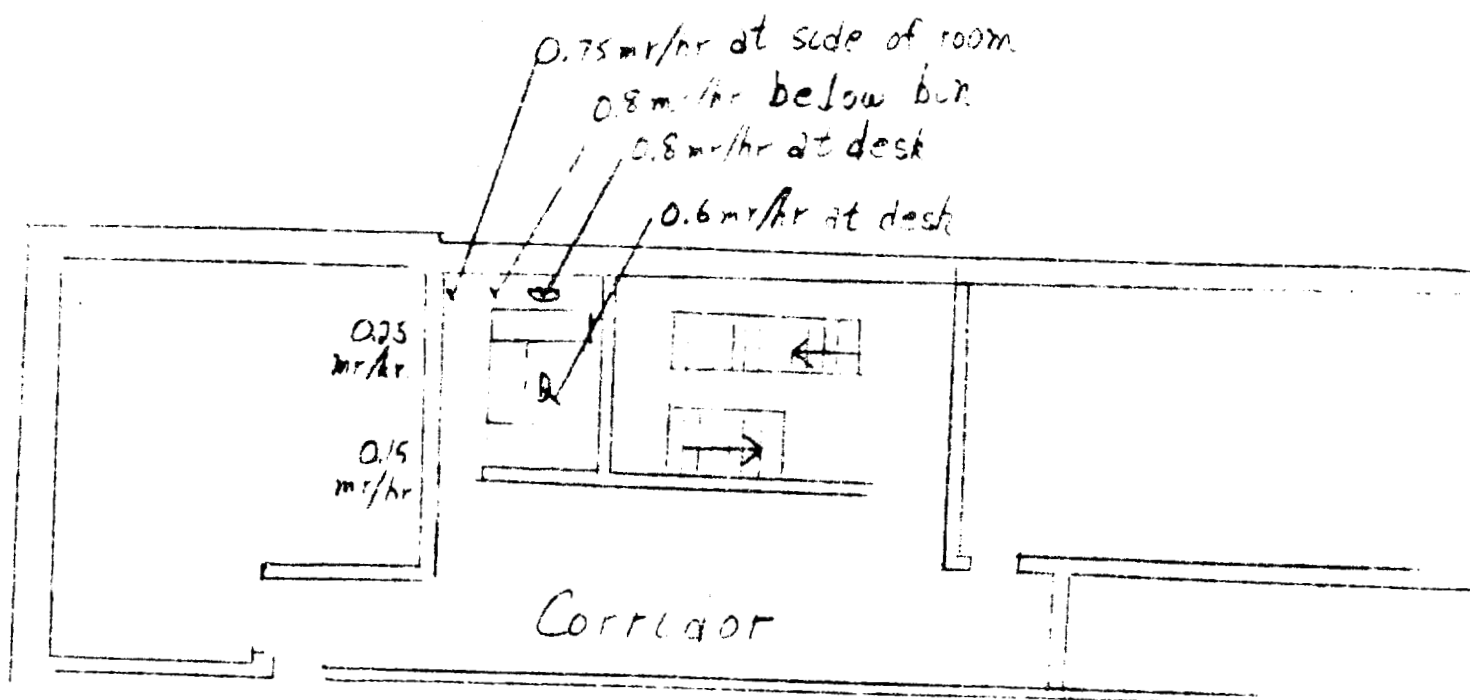 0.75 mr/hr at side of room
0.8 mr/hr below bin
0.8 mr/hr at desk
0.6 mr/hr at desk
0.25
mr/hr
0.15
mr/hr
Corridor